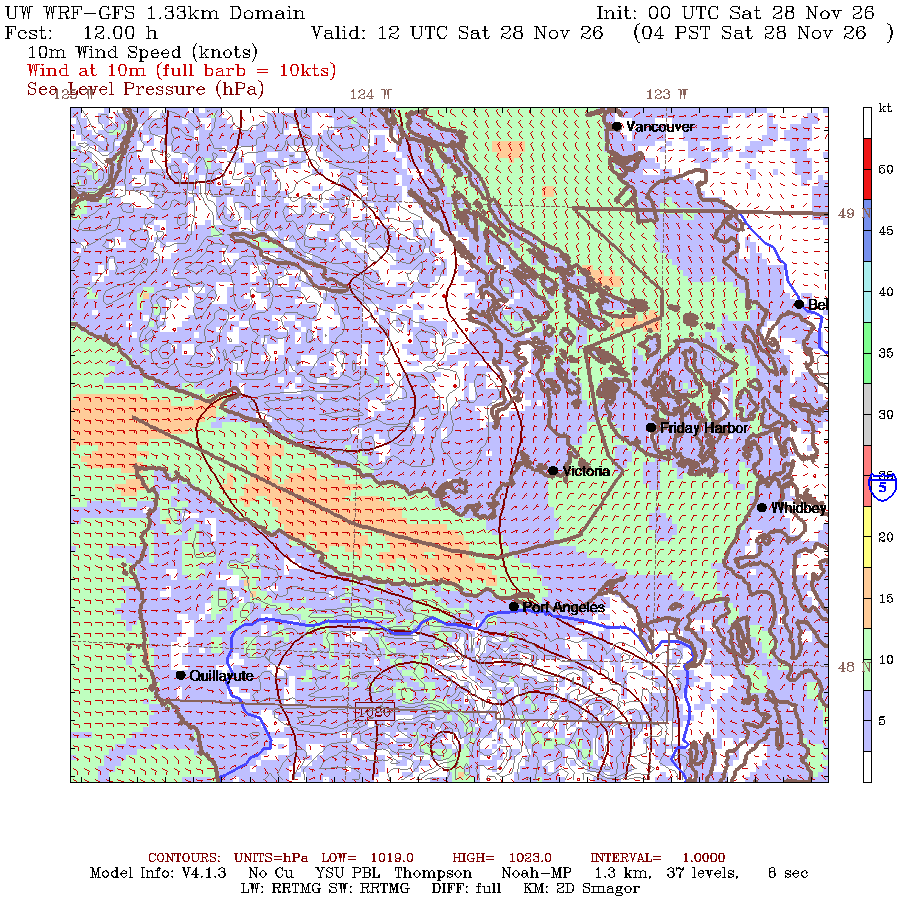 UW WRF-GFS 1.33km Domain Init: 00 UTC Sat 28 Nov 26
Fcst: 12.00 h Valid: 12 UTC Sat 28 Nov 26 (04 PST Sat 28 Nov 26 )
10m Wind Speed (knots)
Wind at 10m (full barb = 10kts)
Sea Level Pressure (hPa)
125 W 124 W 123 W
kt
Vancouver
60
49 N
45
Bel
40
35
30
Friday Harbor
Victoria
5
Whidbey
20
15
Port Angeles
10
48 N
Quillayute
1020
5
CONTOURS: UNITS=hPa LOW= 1019.0 HIGH= 1023.0 INTERVAL= 1.0000
Model Info: V4.1.3 No Cu YSU PBL Thompson Noah-MP 1.3 km, 37 levels, 8 sec
LW: RRTMG SW: RRTMG DIFF: full KM: 2D Smagor